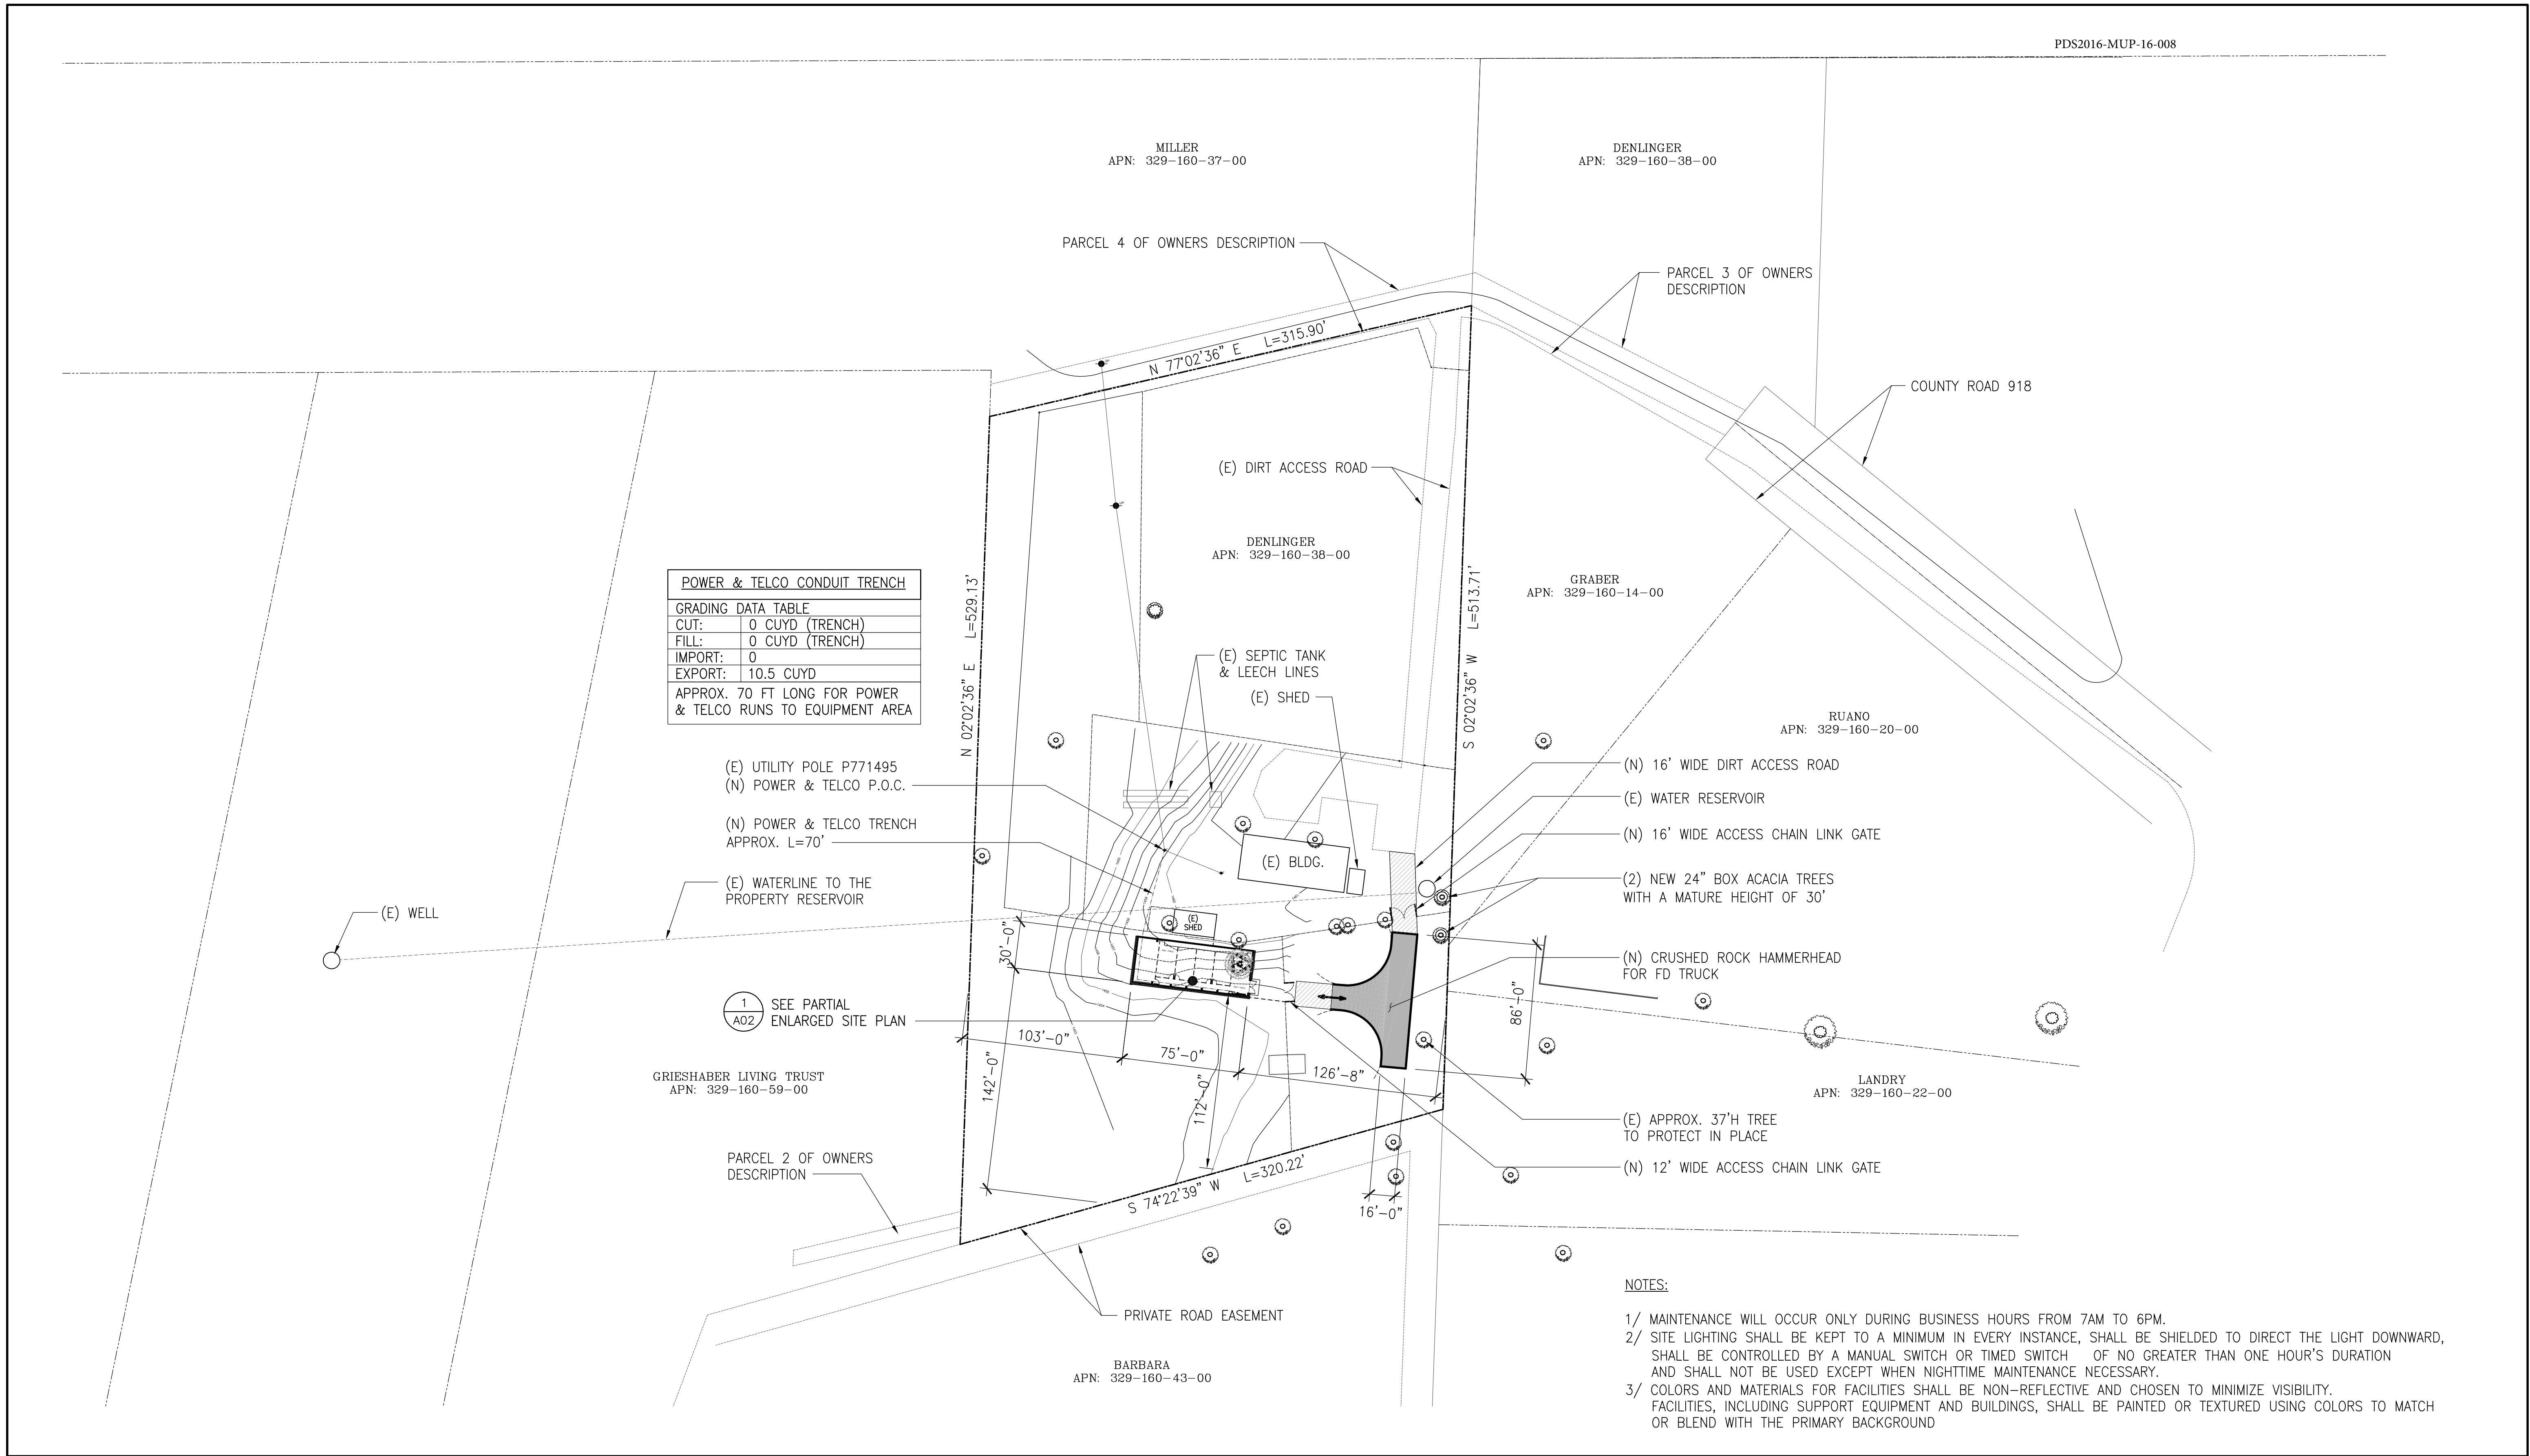 PDS2016-MUP-16-008
MILLER
APN: 329-160-37-00
DENLINGER
APN: 329-160-38-00
PARCEL 4 OF OWNERS DESCRIPTION
PARCEL 3 OF OWNERS
DESCRIPTION
N 77°02'36" E L=315.90'
COUNTY ROAD 918
(E) DIRT ACCESS ROAD
DENLINGER
APN: 329-160-38-00
GRABER
APN: 329-160-14-00
POWER & TELCO CONDUIT TRENCH
GRADING DATA TABLE
CUT: 0 CUYD (TRENCH)
FILL: 0 CUYD (TRENCH)
IMPORT: 0
EXPORT: 10.5 CUYD
APPROX. 70 FT LONG FOR POWER
& TELCO RUNS TO EQUIPMENT AREA
N 02°02'36" E L=529.13'
S 02°02'36" W L=513.71'
(E) SEPTIC TANK
& LEECH LINES
(E) SHED
RUANO
APN: 329-160-20-00
(E) UTILITY POLE P771495
(N) POWER & TELCO P.O.C.
(N) POWER & TELCO TRENCH
APPROX. L=70'
(E) WATERLINE TO THE
PROPERTY RESERVOIR
(E) WELL
(E) BLDG.
(E)
SHED
(N) 16' WIDE DIRT ACCESS ROAD
(E) WATER RESERVOIR
(N) 16' WIDE ACCESS CHAIN LINK GATE
(2) NEW 24" BOX ACACIA TREES
WITH A MATURE HEIGHT OF 30'
(N) CRUSHED ROCK HAMMERHEAD
FOR FD TRUCK
30'-0"
1
A02
SEE PARTIAL
ENLARGED SITE PLAN
86'-0"
103'-0"
75'-0"
126'-8"
142'-0"
112'-0"
GRIESHABER LIVING TRUST
APN: 329-160-59-00
LANDRY
APN: 329-160-22-00
(E) APPROX. 37'H TREE
TO PROTECT IN PLACE
(N) 12' WIDE ACCESS CHAIN LINK GATE
PARCEL 2 OF OWNERS
DESCRIPTION
S 74°22'39" W L=320.22'
16'-0"
PRIVATE ROAD EASEMENT
BARBARA
APN: 329-160-43-00
NOTES:
1/ MAINTENANCE WILL OCCUR ONLY DURING BUSINESS HOURS FROM 7AM TO 6PM.
2/ SITE LIGHTING SHALL BE KEPT TO A MINIMUM IN EVERY INSTANCE, SHALL BE SHIELDED TO DIRECT THE LIGHT DOWNWARD,
SHALL BE CONTROLLED BY A MANUAL SWITCH OR TIMED SWITCH OF NO GREATER THAN ONE HOUR'S DURATION
AND SHALL NOT BE USED EXCEPT WHEN NIGHTTIME MAINTENANCE NECESSARY.
3/ COLORS AND MATERIALS FOR FACILITIES SHALL BE NON-REFLECTIVE AND CHOSEN TO MINIMIZE VISIBILITY.
FACILITIES, INCLUDING SUPPORT EQUIPMENT AND BUILDINGS, SHALL BE PAINTED OR TEXTURED USING COLORS TO MATCH
OR BLEND WITH THE PRIMARY BACKGROUND